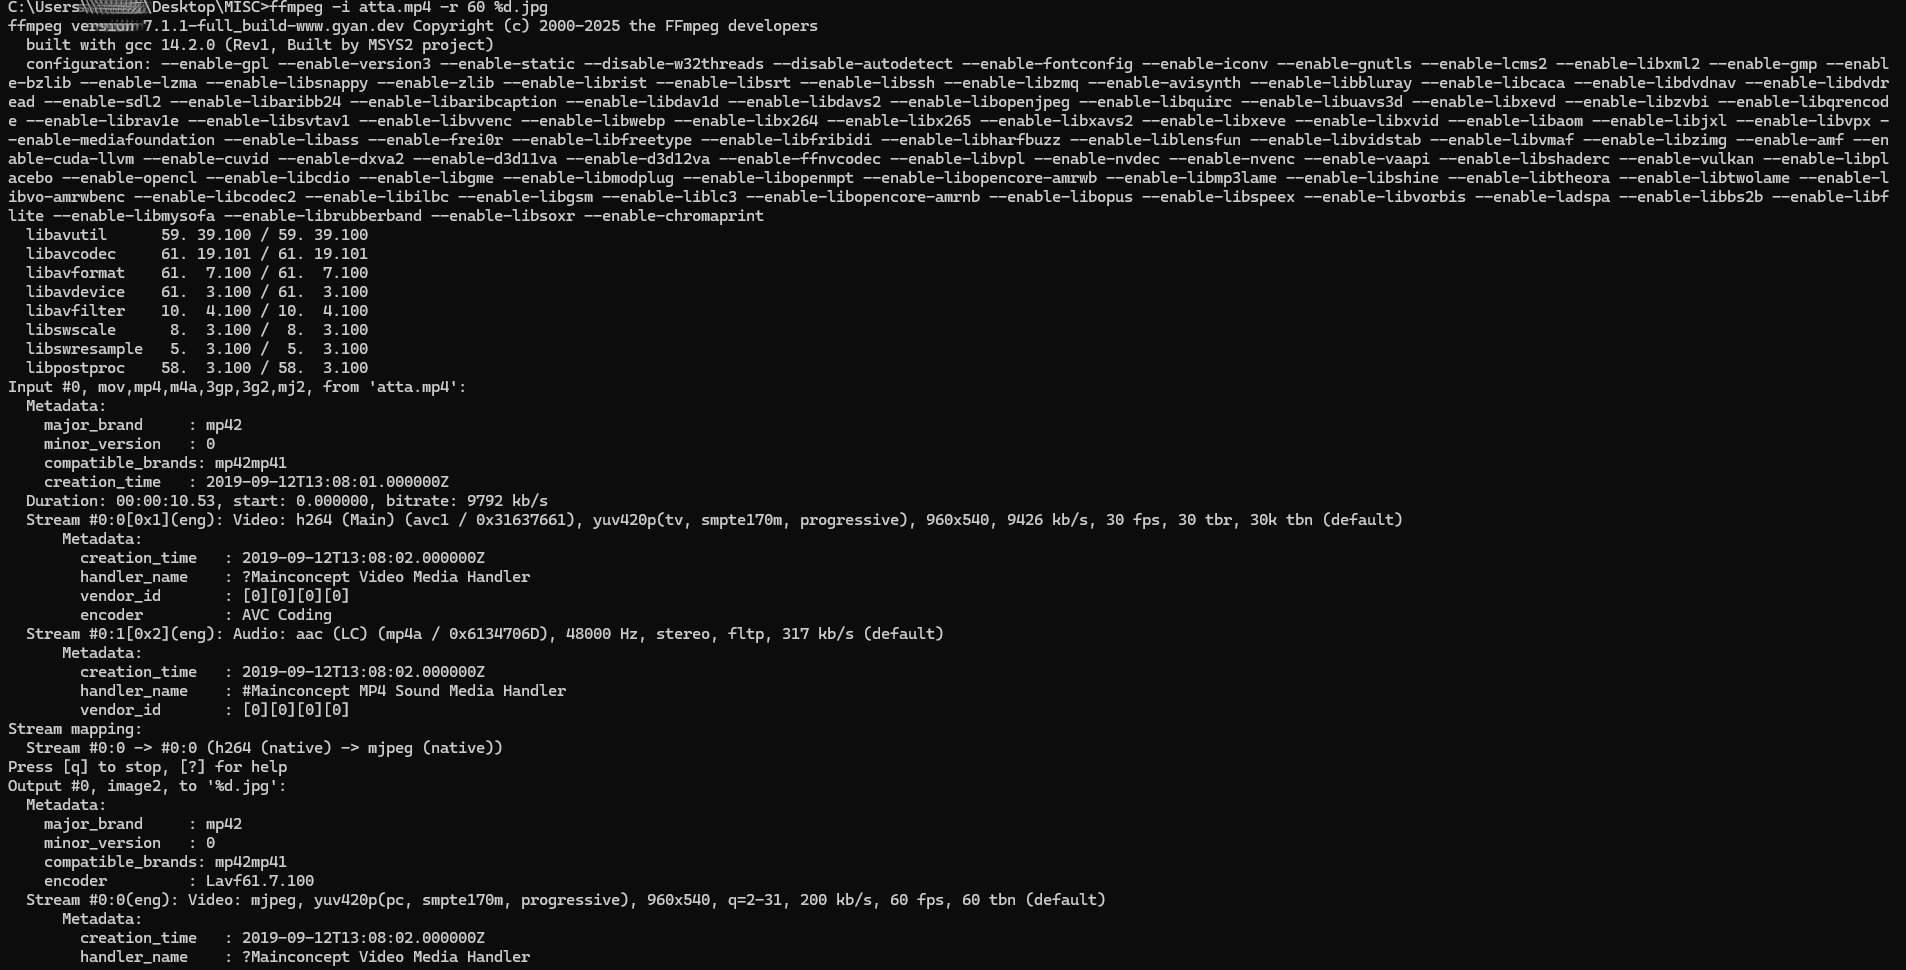 C:\Users\Desktop\MISC>ffmpeg -i atta.mp4 -r 60 %d.jpg
ffmpeg version 7.1.1-full_build-www.gyan.dev Copyright (c) 2000-2025 the FFmpeg developers
  built with gcc 14.2.0 (Rev1, Built by MSYS2 project)
  configuration: --enable-gpl --enable-version3 --enable-static --disable-w32threads --disable-autodetect --enable-fontconfig --enable-iconv --enable-gnutls --enable-lcms2 --enable-libxml2 --enable-gmp --enabl
e-bzlib --enable-lzma --enable-libsnappy --enable-zlib --enable-librist --enable-libsrt --enable-libssh --enable-libzmq --enable-avisynth --enable-libbluray --enable-libcaca --enable-libdvdnav --enable-libdvdr
ead --enable-sdl2 --enable-libaribb24 --enable-libaribcaption --enable-libdav1d --enable-libdavs2 --enable-libopenjpeg --enable-libquirc --enable-libuavs3d --enable-libxevd --enable-libzvbi --enable-libqrencod
e --enable-librav1e --enable-libsvtav1 --enable-libvvenc --enable-libwebp --enable-libx264 --enable-libx265 --enable-libxavs2 --enable-libxeve --enable-libxvid --enable-libaom --enable-libjxl --enable-libvpx -
-enable-mediafoundation --enable-libass --enable-frei0r --enable-libfreetype --enable-libfribidi --enable-libharfbuzz --enable-liblensfun --enable-libvidstab --enable-libvmaf --enable-libzimg --enable-amf --en
able-cuda-llvm --enable-cuvid --enable-dxva2 --enable-d3d11va --enable-d3d12va --enable-ffnvcodec --enable-libvpl --enable-nvdec --enable-nvenc --enable-vaapi --enable-libshaderc --enable-vulkan --enable-libpl
acebo --enable-opencl --enable-libcdio --enable-libgme --enable-libmodplug --enable-libopenmpt --enable-libopencore-amrwb --enable-libmp3lame --enable-libshine --enable-libtheora --enable-libtwolame --enable-l
ibvo-amrwbenc --enable-libcodec2 --enable-libilbc --enable-libgsm --enable-liblc3 --enable-libopencore-amrnb --enable-libopus --enable-libspeex --enable-libvorbis --enable-ladspa --enable-libbs2b --enable-libf
lite --enable-libmysofa --enable-librubberband --enable-libsoxr --enable-chromaprint
  libavutil      59. 39.100 / 59. 39.100
  libavcodec     61. 19.101 / 61. 19.101
  libavformat    61.  7.100 / 61.  7.100
  libavdevice    61.  3.100 / 61.  3.100
  libavfilter    10.  4.100 / 10.  4.100
  libswscale      8.  3.100 /  8.  3.100
  libswresample   5.  3.100 /  5.  3.100
  libpostproc    58.  3.100 / 58.  3.100
Input #0, mov,mp4,m4a,3gp,3g2,mj2, from 'atta.mp4':
  Metadata:
    major_brand     : mp42
    minor_version   : 0
    compatible_brands: mp42mp41
    creation_time   : 2019-09-12T13:08:01.000000Z
  Duration: 00:00:10.53, start: 0.000000, bitrate: 9792 kb/s
  Stream #0:0[0x1](eng): Video: h264 (Main) (avc1 / 0x31637661), yuv420p(tv, smpte170m, progressive), 960x540, 9426 kb/s, 30 fps, 30 tbr, 30k tbn (default)
      Metadata:
        creation_time   : 2019-09-12T13:08:02.000000Z
        handler_name    : ?Mainconcept Video Media Handler
        vendor_id       : [0][0][0][0]
        encoder         : AVC Coding
  Stream #0:1[0x2](eng): Audio: aac (LC) (mp4a / 0x6134706D), 48000 Hz, stereo, fltp, 317 kb/s (default)
      Metadata:
        creation_time   : 2019-09-12T13:08:02.000000Z
        handler_name    : #Mainconcept MP4 Sound Media Handler
        vendor_id       : [0][0][0][0]
Stream mapping:
  Stream #0:0 -> #0:0 (h264 (native) -> mjpeg (native))
Press [q] to stop, [?] for help
Output #0, image2, to '%d.jpg':
  Metadata:
    major_brand     : mp42
    minor_version   : 0
    compatible_brands: mp42mp41
    encoder         : Lavf61.7.100
  Stream #0:0(eng): Video: mjpeg, yuv420p(pc, smpte170m, progressive), 960x540, q=2-31, 200 kb/s, 60 fps, 60 tbn (default)
      Metadata:
        creation_time   : 2019-09-12T13:08:02.000000Z
        handler_name    : ?Mainconcept Video Media Handler